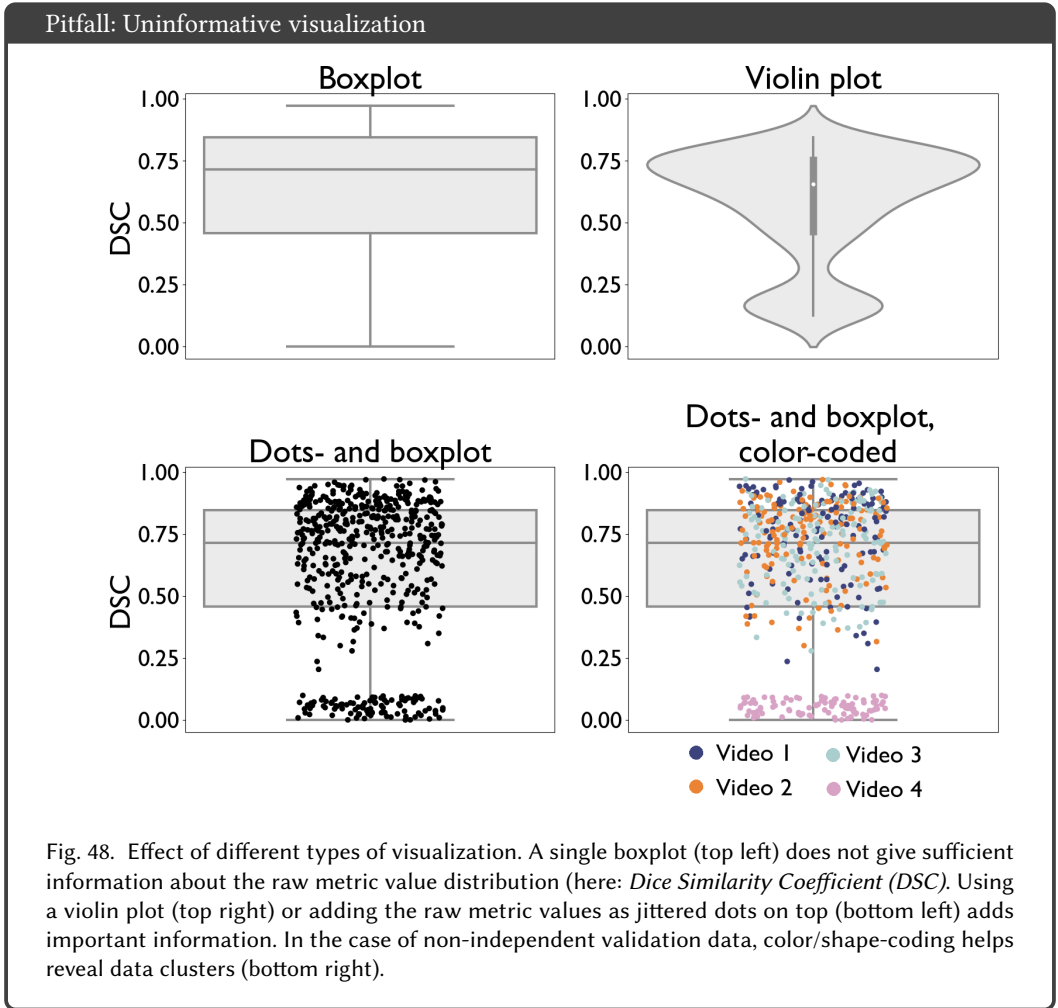 Pitfall: Uninformative visualization
Boxplot
Violin plot
1.00
0.75
0.50
0.25
0.00
DSC
1.00
0.75
0.50
0.25
0.00
Dots- and boxplot
Dots- and boxplot,
color-coded
1.00
0.75
0.50
0.25
0.00
DSC
1.00
0.75
0.50
0.25
0.00
Video 1
Video 3
Video 2
Video 4
Fig. 48. Effect of different types of visualization. A single boxplot (top left) does not give sufficient
information about the raw metric value distribution (here: Dice Similarity Coefficient (DSC). Using
a violin plot (top right) or adding the raw metric values as jittered dots on top (bottom left) adds
important information. In the case of non-independent validation data, color/shape-coding helps
reveal data clusters (bottom right).